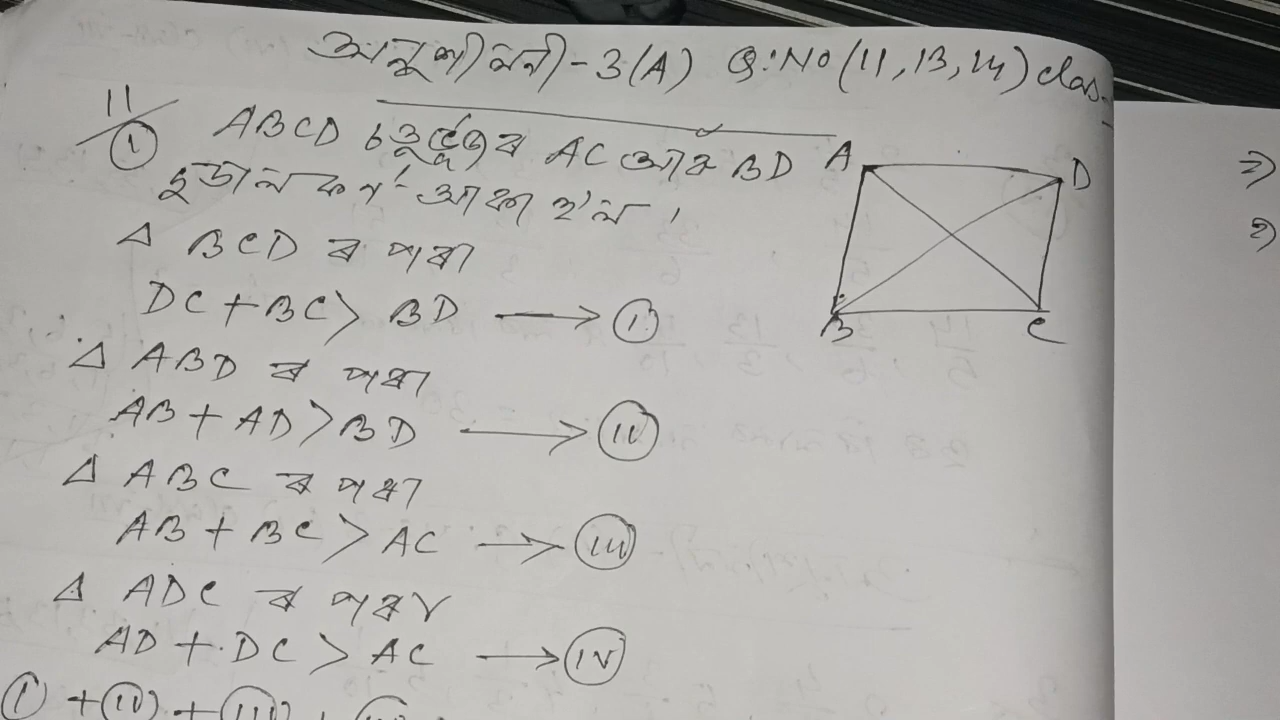 অনুশীলনী - 3(A) Q.No (11, 13, 14) clas
11
(i) ABCD চতুৰ্ভুজৰ AC আৰু BD
দুডাল কৰ্ণ আঁকা হ'ল ।
A D
B C
Δ BCD ৰ পৰা
DC + BC > BD → (i)
Δ ABD ৰ পৰা
AB + AD > BD → (ii)
Δ ABC ৰ পৰা
AB + BC > AC → (iii)
Δ ADC ৰ পৰা
AD + DC > AC → (iv)
(i) + (ii) + (iii) +